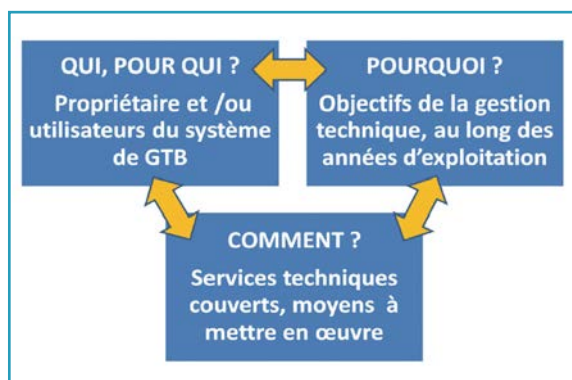 QUI, POUR QUI ?
Propriétaire et /ou
utilisateurs du système
de GTB
POURQUOI ?
Objectifs de la gestion
technique, au long des
années d’exploitation
COMMENT ?
Services techniques
couverts, moyens à
mettre en œuvre